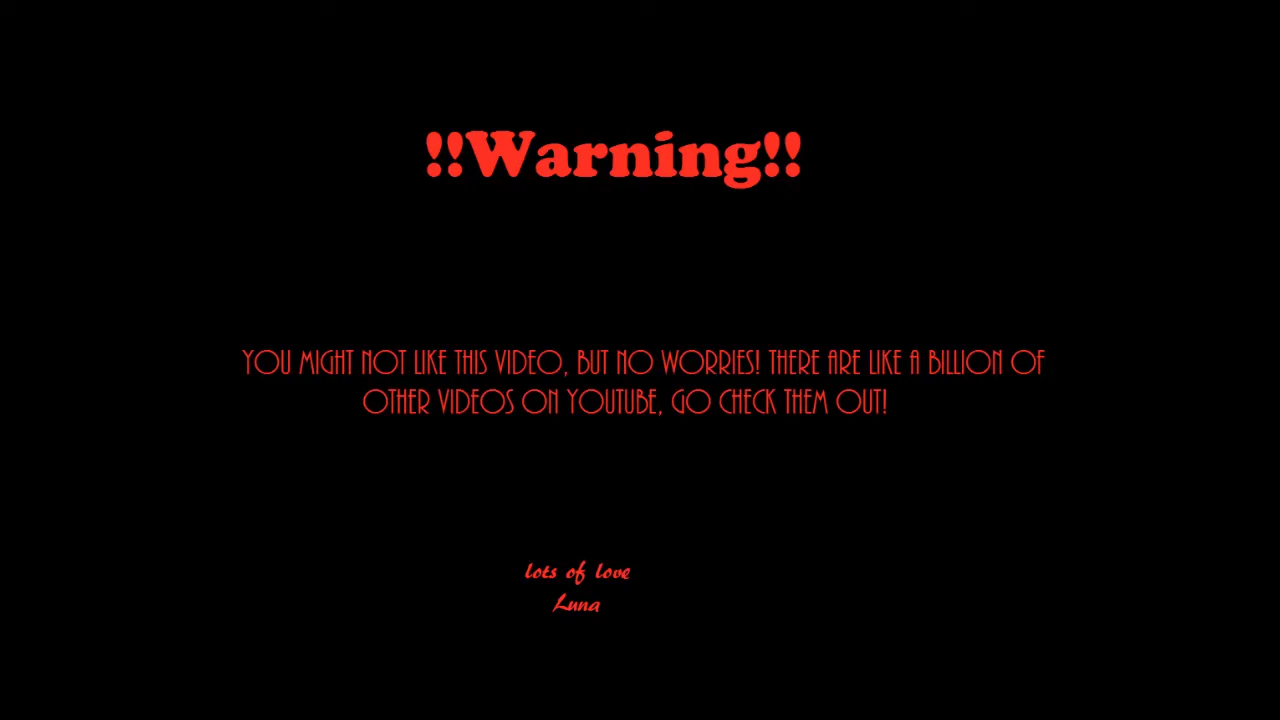 !!Warning!!
YOU MIGHT NOT LIKE THIS VIDEO, BUT NO WORRIES! THERE ARE LIKE A BILLION OF
OTHER VIDEOS ON YOUTUBE, GO CHECK THEM OUT!
lots of love
Luna